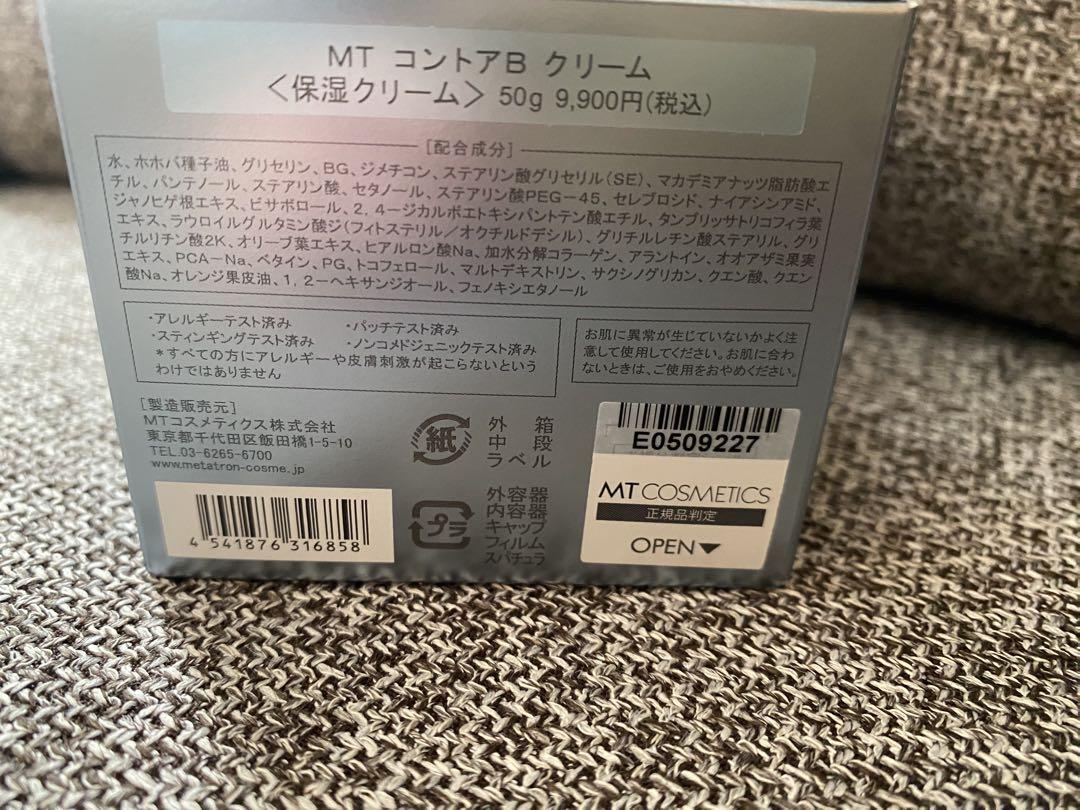 MT コントアB クリーム
＜保湿クリーム＞ 50g 9,900円(税込)
［配合成分］
水、ホホバ種子油、グリセリン、BG、ジメチコン、ステアリン酸グリセリル(SE)、マカデミアナッツ脂肪酸エ
チル、パンテノール、ステアリン酸、セタノール、ステアリン酸PEG－45、セレブロシド、ナイアシンアミド、
ジャノヒゲ根エキス、ビサボロール、2, 4－ジカルボエトキシパントテン酸エチル、タンブリッサトリコフィラ葉
エキス、ラウロイルグルタミン酸ジ(フィトステリル／オクチルドデシル)、グリチルレチン酸ステアリル、グリ
チルリチン酸2K、オリーブ葉エキス、ヒアルロン酸Na、加水分解コラーゲン、アラントイン、オオアザミ果実
エキス、PCA－Na、ベタイン、PG、トコフェロール、マルトデキストリン、サクシノグリカン、クエン酸、クエン
酸Na、オレンジ果皮油、1, 2－ヘキサンジオール、フェノキシエタノール
・アレルギーテスト済み ・パッチテスト済み
・スティンギングテスト済み ・ノンコメドジェニックテスト済み
＊すべての方にアレルギーや皮膚刺激が起こらないという
わけではありません
お肌に異常が生じていないかよく注
意して使用してください。お肌に合わ
ないときは、ご使用をおやめください。
［製造販売元］
MTコスメティクス株式会社
東京都千代田区飯田橋1-5-10
TEL.03-6265-6700
www.metatron-cosme.jp
4 541876 316858
紙
外箱
中段
ラベル
プラ
外容器
内容器
キャップ
フィルム
スパチュラ
E0509227
MT COSMETICS
正規品判定
OPEN▼